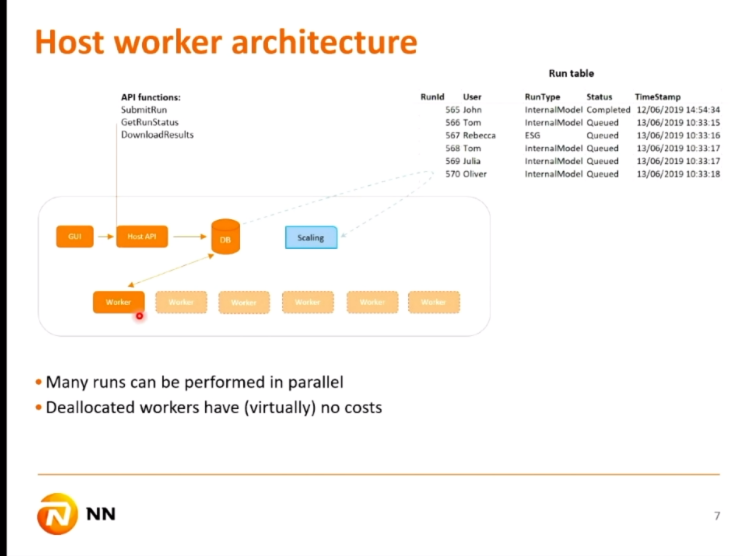 Host worker architecture
Run table
API functions:
SubmitRun
GetRunStatus
DownloadResults
RunId User RunType Status TimeStamp
565 John InternalModel Completed 12/06/2019 14:54:34
566 Tom InternalModel Queued 13/06/2019 10:33:15
567 Rebecca ESG Queued 13/06/2019 10:33:16
568 Tom InternalModel Queued 13/06/2019 10:33:17
569 Julia InternalModel Queued 13/06/2019 10:33:17
570 Oliver InternalModel Queued 13/06/2019 10:33:18
GUI Host API DB Scaling
Worker Worker Worker Worker Worker Worker
• Many runs can be performed in parallel
• Deallocated workers have (virtually) no costs
NN
7